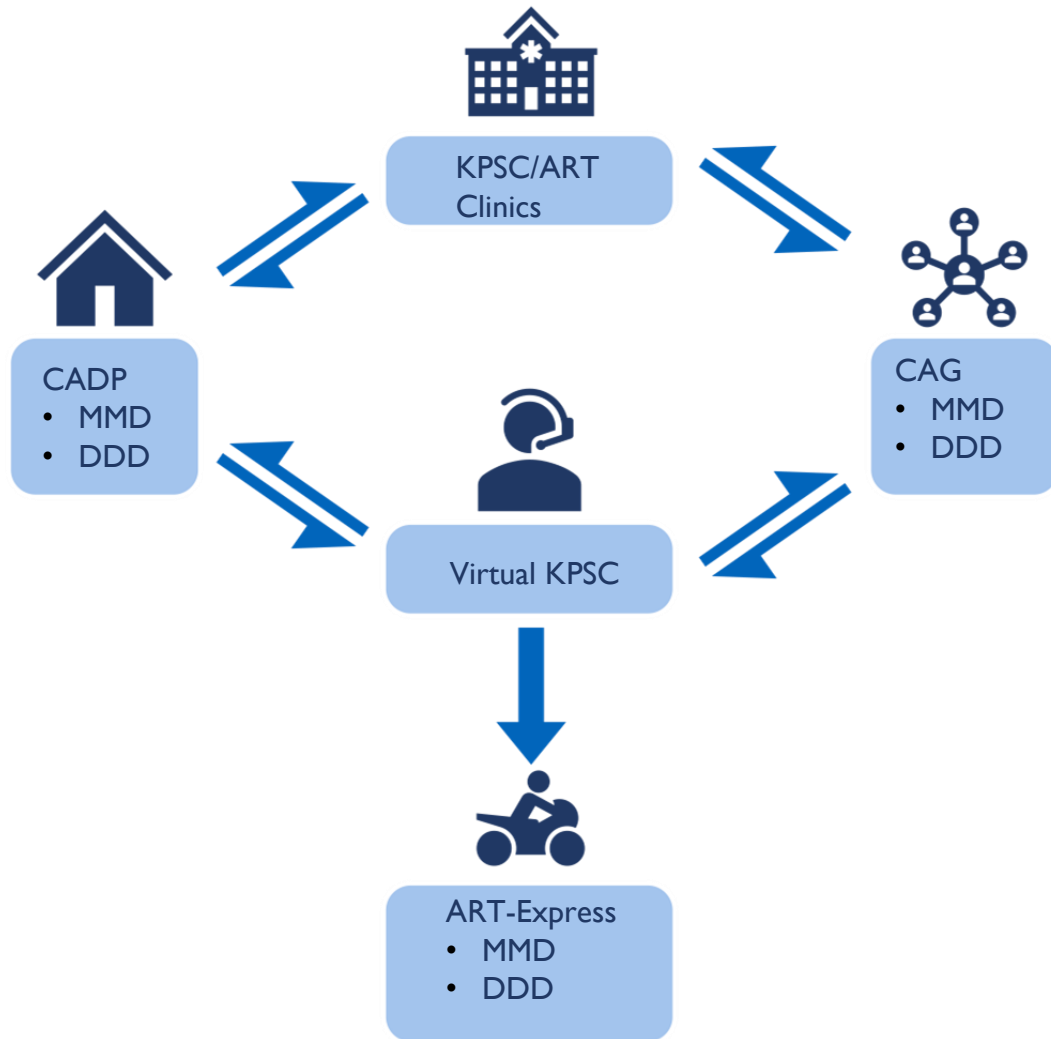 KPSC/ART
Clinics
CADP
• MMD
• DDD
CAG
• MMD
• DDD
Virtual KPSC
ART-Express
• MMD
• DDD